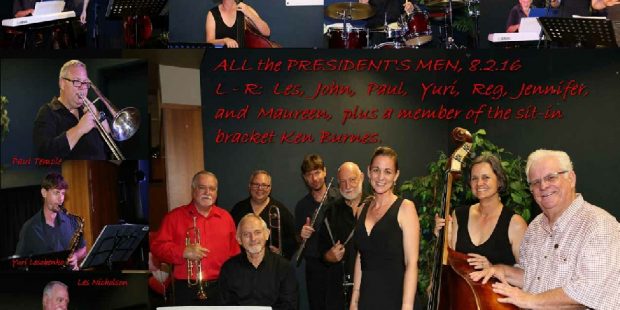 ALL the PRESIDENT'S MEN, 8.2.16
L - R: Les, John, Paul, Yuri, Reg, Jennifer,
and Maureen, plus a member of the sit-in
bracket Ken Burnes.
Paul Temple
Yuri
Les Nicholson